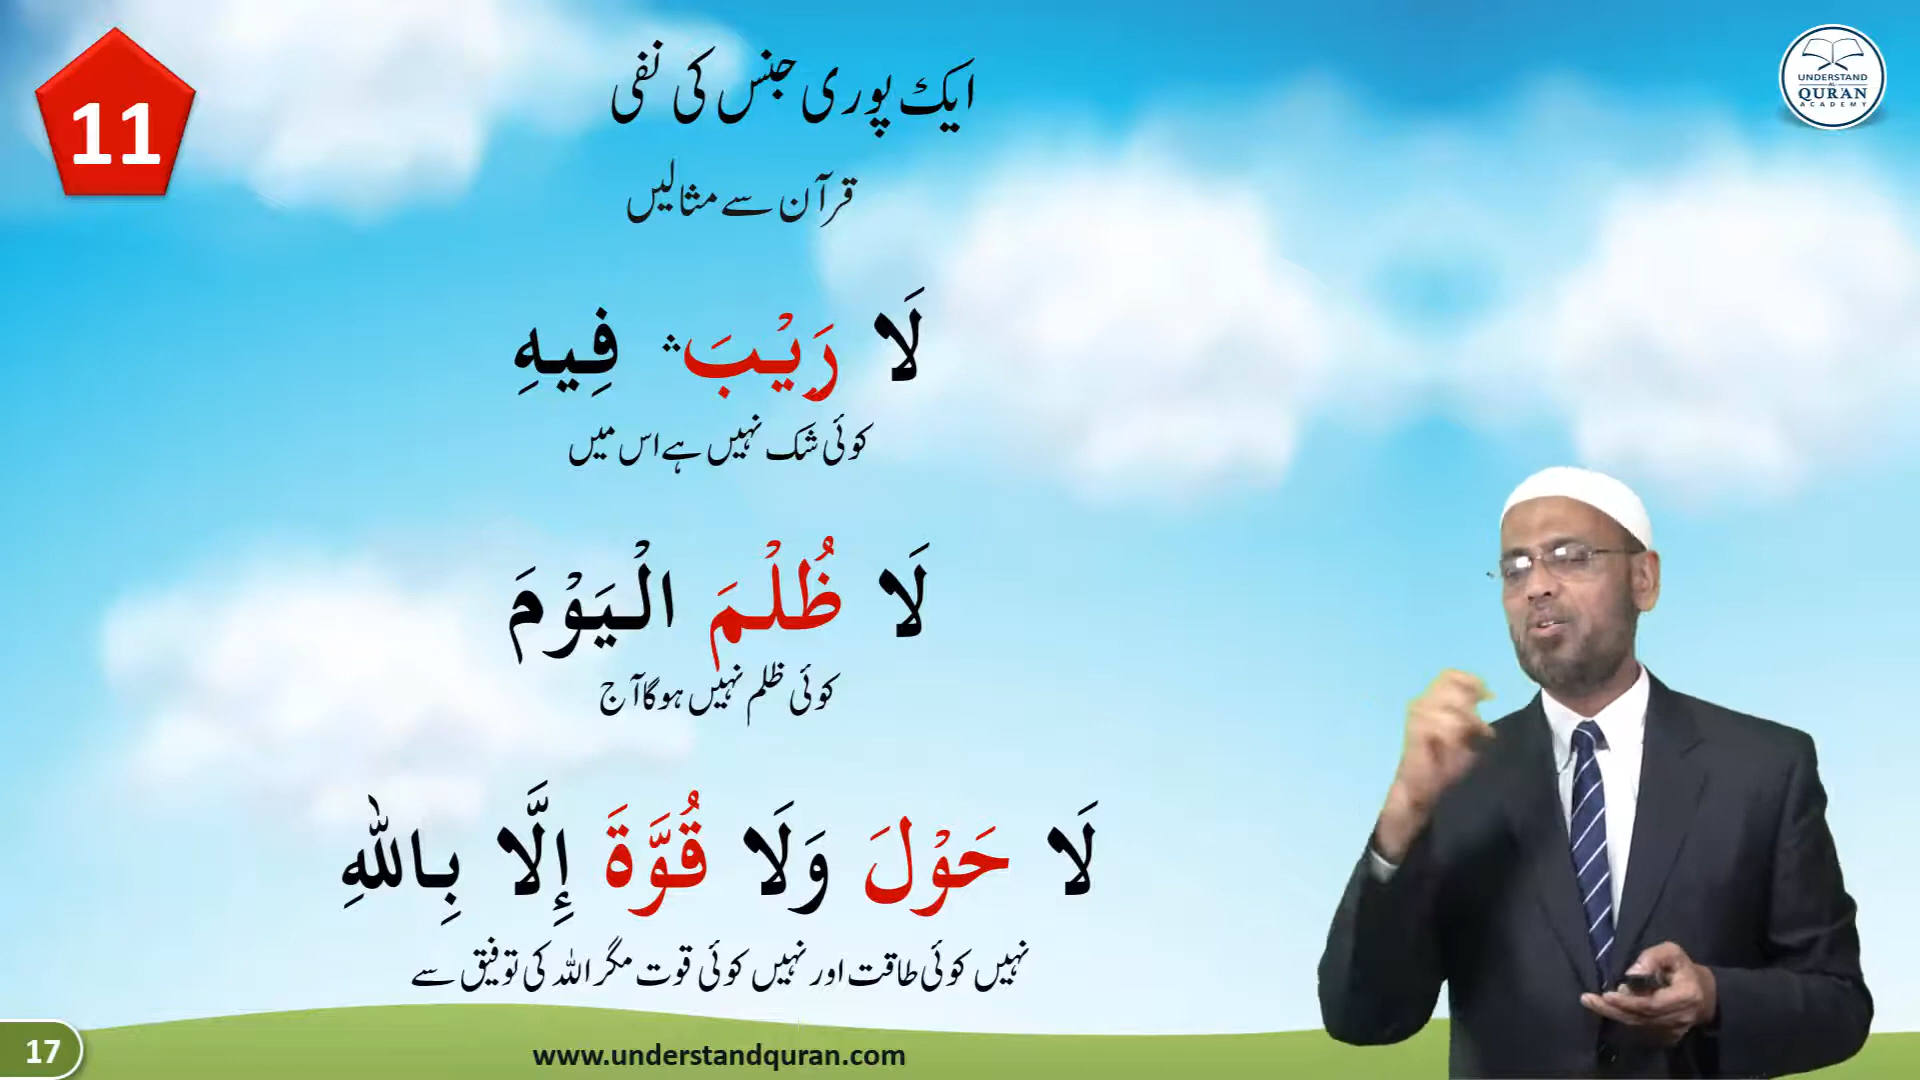 11
ایک پوری جنس کی نفی
UNDERSTAND
AL
QURAN
ACADEMY
قرآن سے مثالیں
لَا رَيْبَ ۛ فِيهِ
کوئی شک نہیں ہے اس میں
لَا ظُلْمَ الْيَوْمَ
کوئی ظلم نہیں ہوگا آج
لَا حَوْلَ وَلَا قُوَّةَ إِلَّا بِاللّٰهِ
نہیں کوئی طاقت اور نہیں کوئی قوت مگر اللہ کی توفیق سے
17
www.understandquran.com